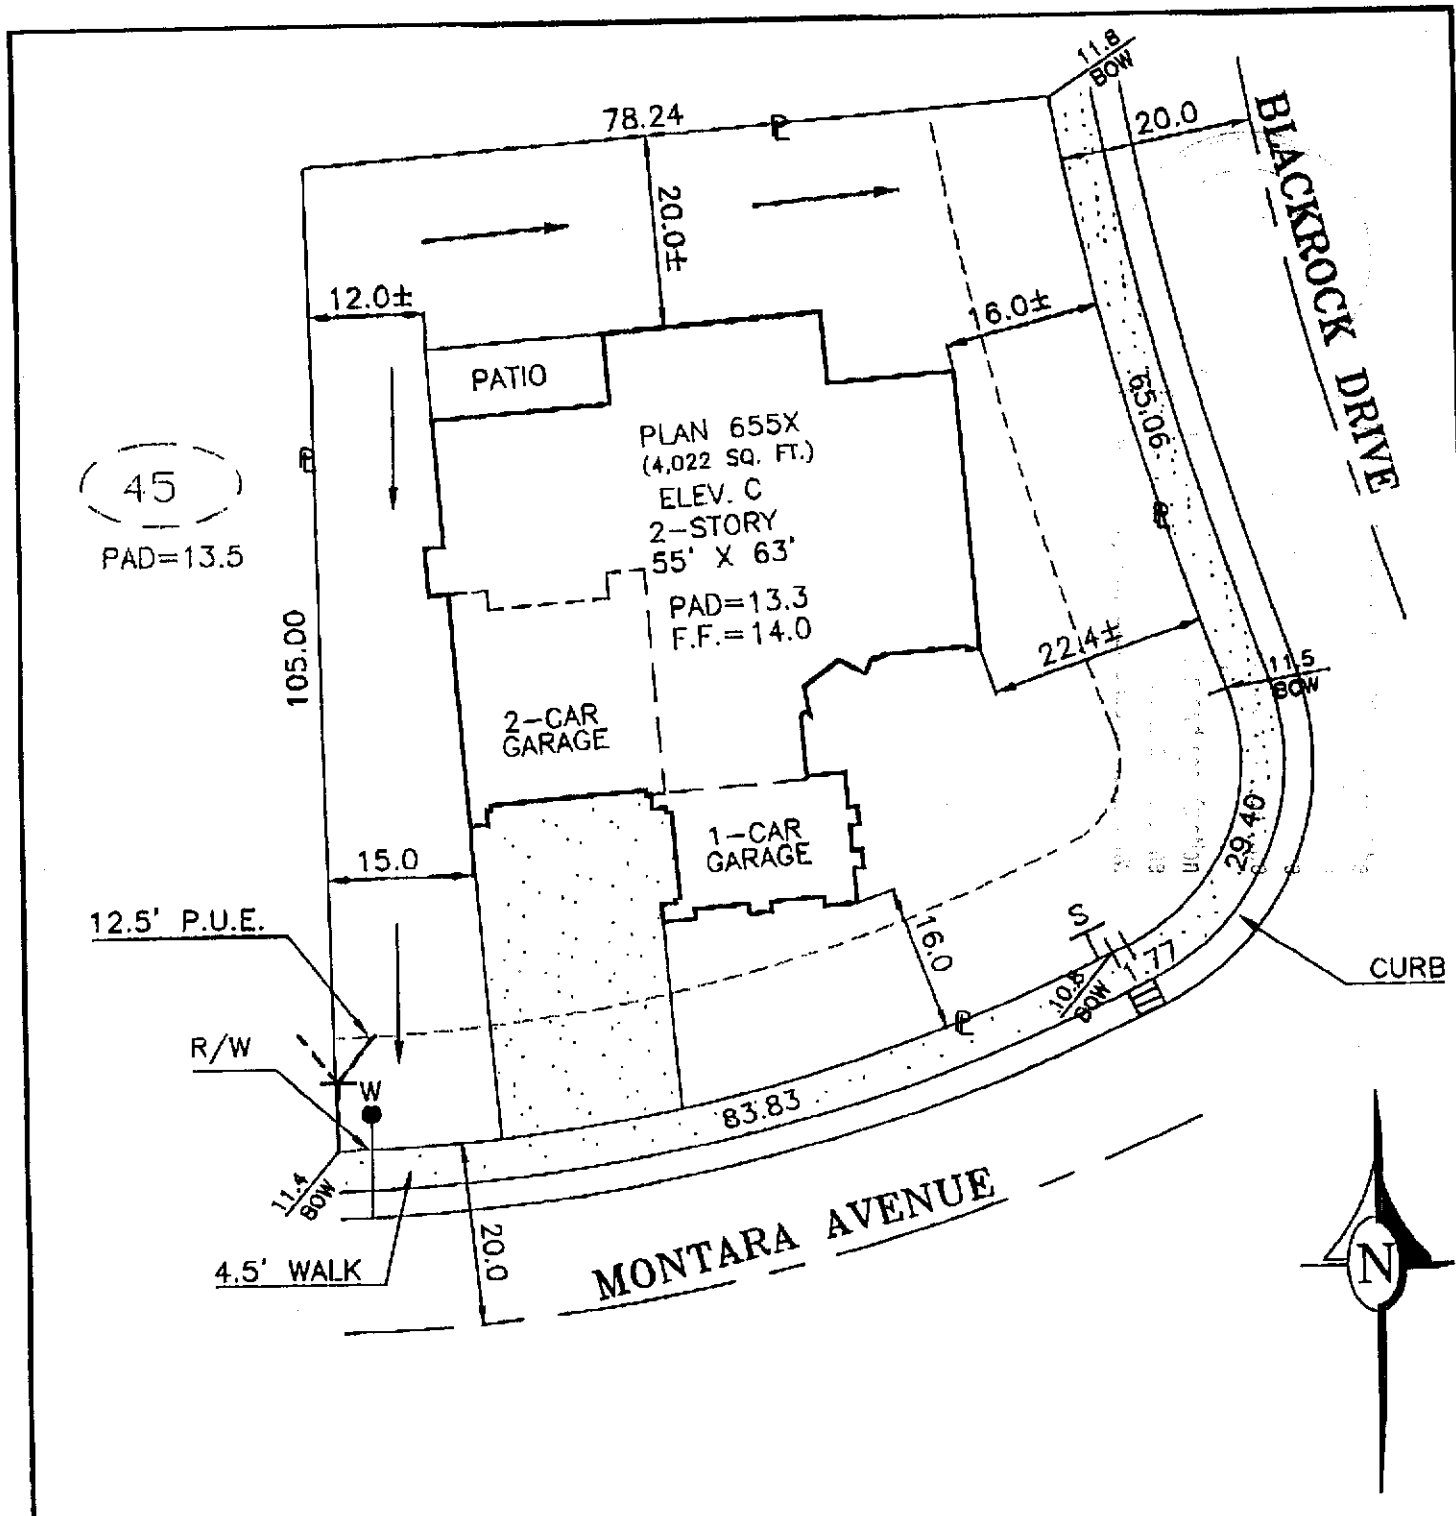 11.8
BOW
78.24
PL
20.0
BLACKROCK DRIVE
20.0±
12.0±
16.0±
PATIO
65.06
PLAN 655X
(4,022 SQ. FT.)
ELEV. C
2-STORY
55' X 63'
PAD=13.3
F.F.=14.0
PL
45
PAD=13.5
PL
105.00
22.4±
11.5
BOW
2-CAR
GARAGE
1-CAR
GARAGE
29.40
15.0
12.5' P.U.E.
16.0
S
1.77
10.8
BOW
CURB
PL
R/W
W
83.83
11.4
BOW
20.0
MONTARA AVENUE
4.5' WALK
N